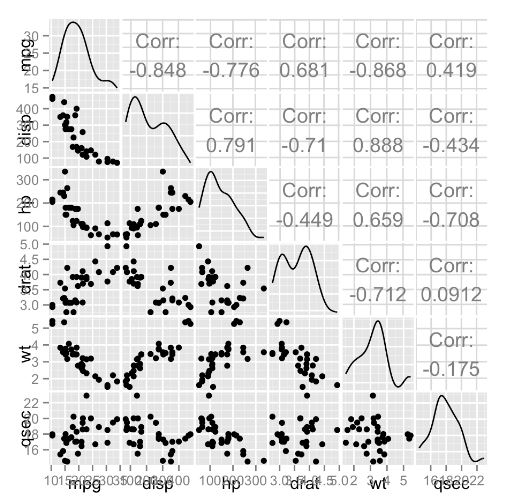 mpg
30
25
20
15
Corr:
-0.848
Corr:
-0.776
Corr:
0.681
Corr:
-0.868
Corr:
0.419
disp
400
300
200
100
Corr:
0.791
Corr:
-0.71
Corr:
0.888
Corr:
-0.434
hp
300
200
100
Corr:
-0.449
Corr:
0.659
Corr:
-0.708
drat
5.0
4.5
4.0
3.5
3.0
Corr:
-0.712
Corr:
0.0912
wt
5
4
3
2
Corr:
-0.175
qsec
22
20
18
16
mpg disp hp drat wt qsec